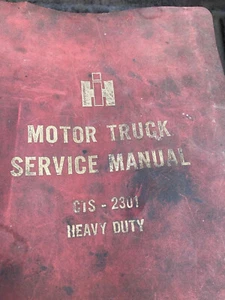 MOTOR TRUCK
SERVICE MANUAL
CTS - 2301
HEAVY DUTY